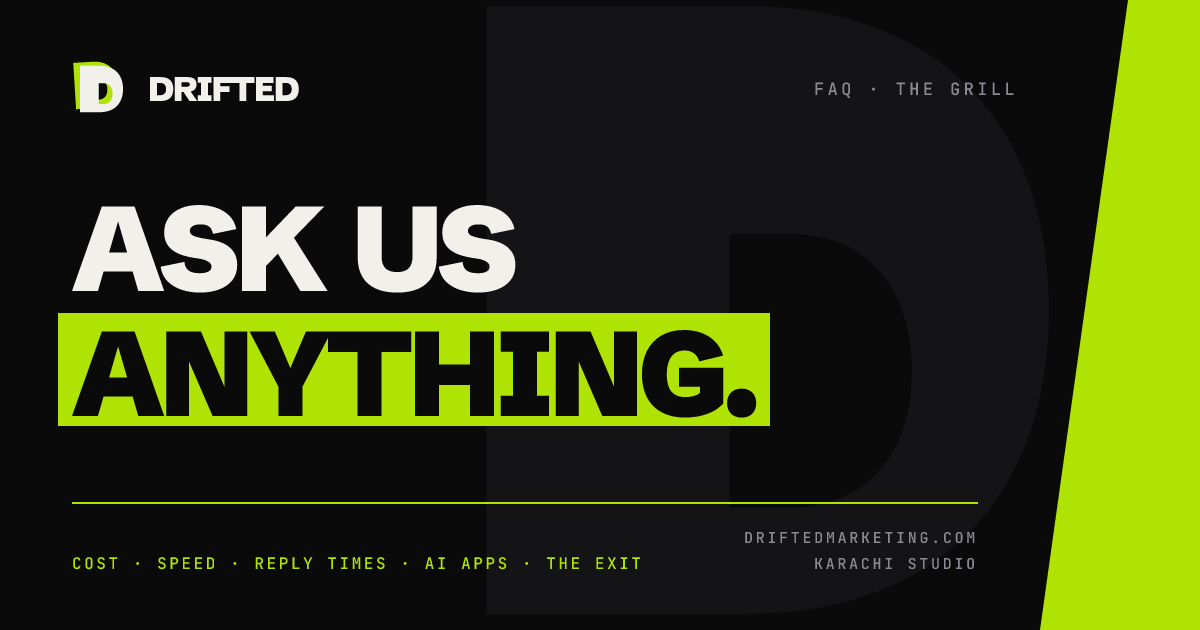 DRIFTED
FAQ · THE GRILL
ASK US
ANYTHING.
DRIFTEDMARKETING.COM
COST · SPEED · REPLY TIMES · AI APPS · THE EXIT
KARACHI STUDIO